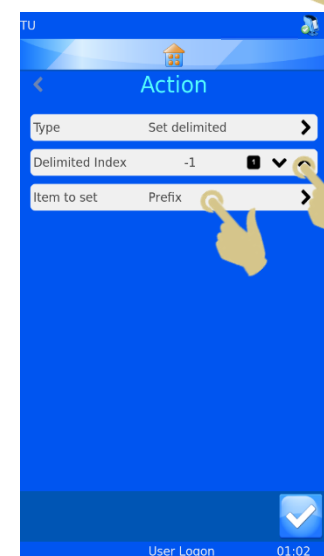 TU
Action
Type Set delimited
Delimited Index -1 1
Item to set Prefix
User Logon 01:02